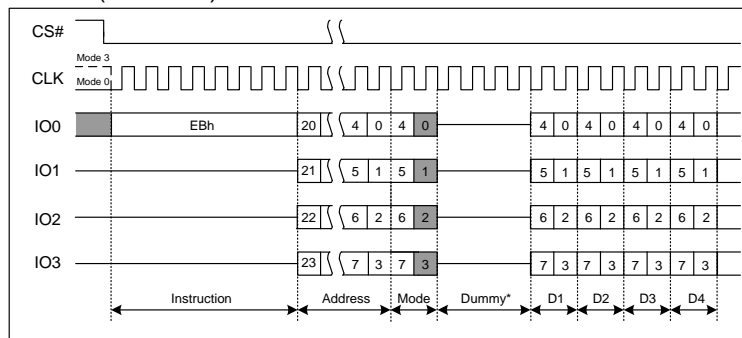 CS#
Mode 3
CLK
Mode 0
IO0 EBh 20 4 0 4 0 4 0 4 0 4 0 4 0
IO1 21 5 1 5 1 5 1 5 1 5 1 5 1
IO2 22 6 2 6 2 6 2 6 2 6 2 6 2
IO3 23 7 3 7 3 7 3 7 3 7 3 7 3
Instruction Address Mode Dummy* D1 D2 D3 D4